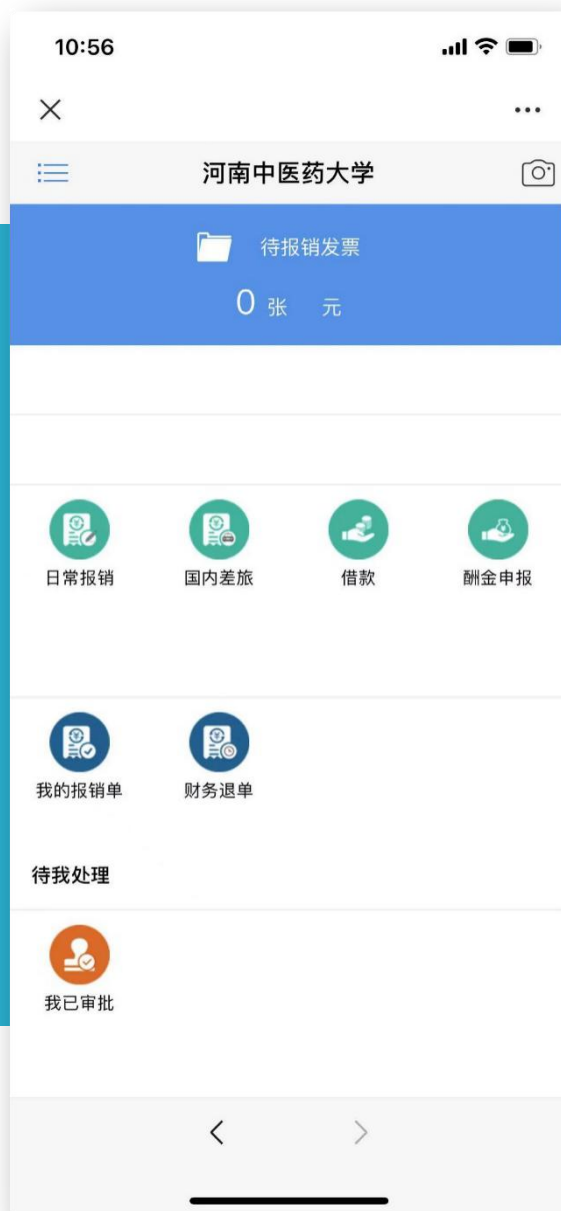 10:56
河南中医药大学
待报销发票
0 张 元
日常报销 国内差旅 借款 酬金申报
我的报销单 财务退单
待我处理
我已审批